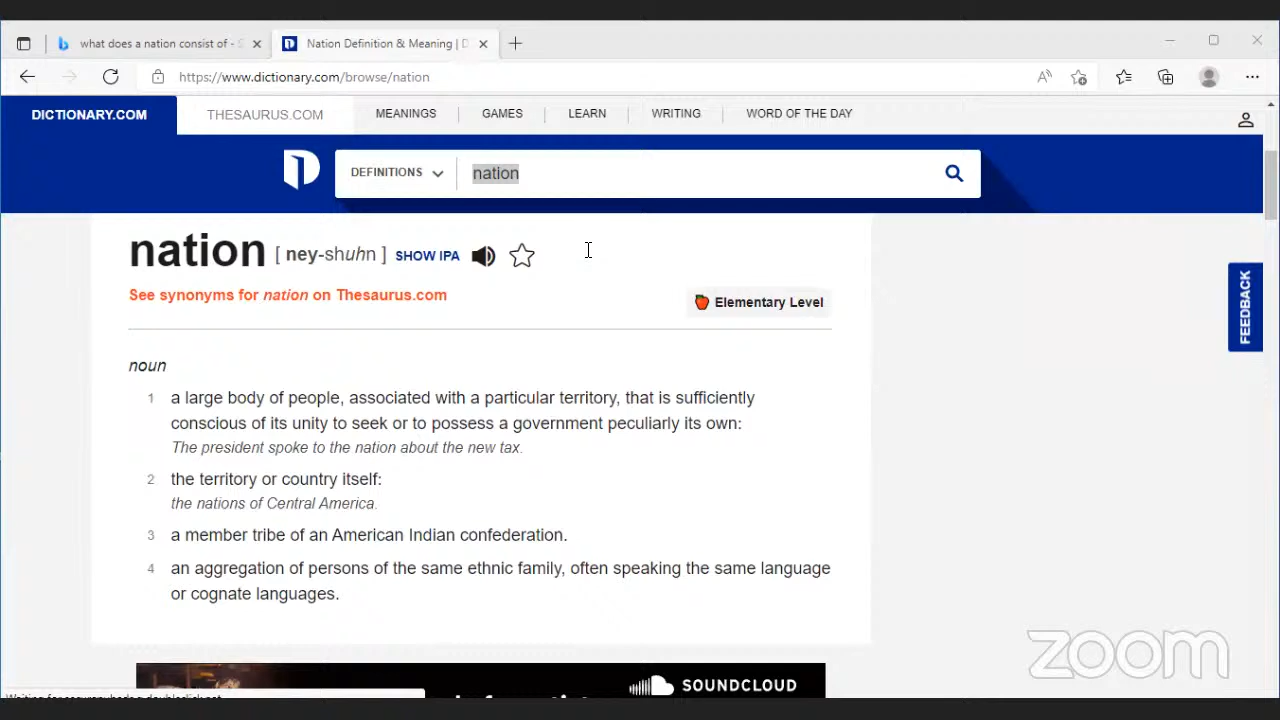 what does a nation consist of - S
Nation Definition & Meaning | D
https://www.dictionary.com/browse/nation
DICTIONARY.COM
THESAURUS.COM
MEANINGS
GAMES
LEARN
WRITING
WORD OF THE DAY
DEFINITIONS
nation
nation [ ney-shuhn ] SHOW IPA
See synonyms for nation on Thesaurus.com
Elementary Level
FEEDBACK
noun
1 a large body of people, associated with a particular territory, that is sufficiently
conscious of its unity to seek or to possess a government peculiarly its own:
The president spoke to the nation about the new tax.
2 the territory or country itself:
the nations of Central America.
3 a member tribe of an American Indian confederation.
4 an aggregation of persons of the same ethnic family, often speaking the same language
or cognate languages.
zoom
SOUNDCLOUD